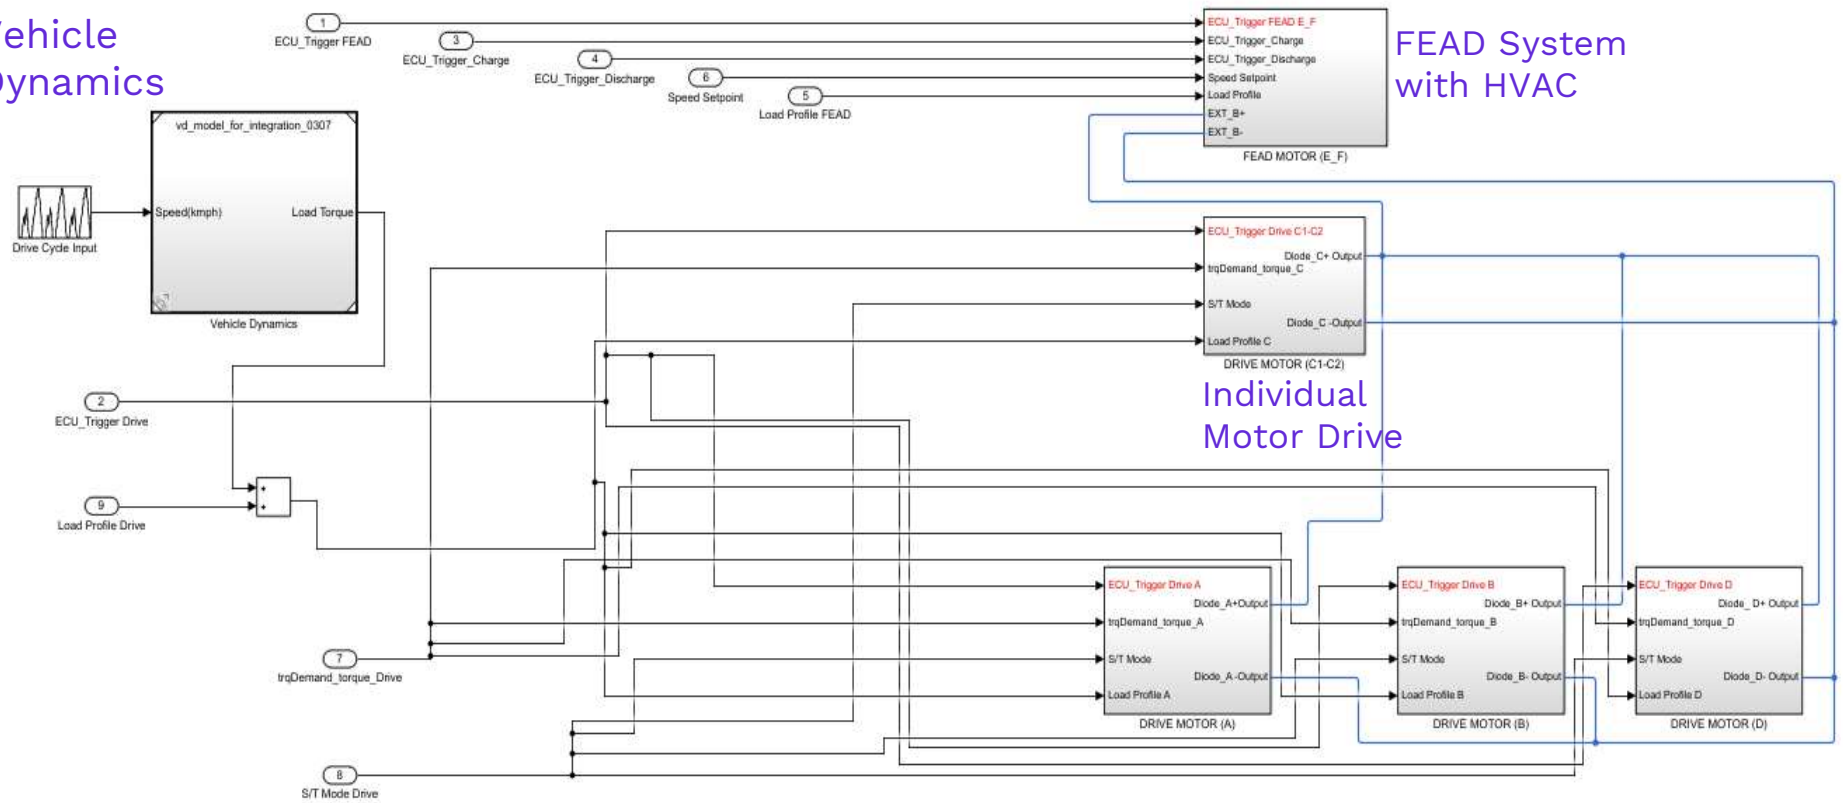 ehicle
ynamics
1
ECU_Trigger FEAD
3
ECU_Trigger_Charge
4
ECU_Trigger_Discharge
6
Speed Setpoint
5
Load Profile FEAD
ECU_Trigger FEAD E_F
ECU_Trigger_Charge
ECU_Trigger_Discharge
Speed Setpoint
Load Profile
EXT_B+
EXT_B-
FEAD MOTOR (E_F)
FEAD System
with HVAC
vd_model_for_integration_0307
Speed(kmph)
Load Torque
Drive Cycle Input
Vehicle Dynamics
ECU_Trigger Drive C1-C2
Diode_C+ Output
trqDemand_torque_C
S/T Mode
Diode_C -Output
Load Profile C
DRIVE MOTOR (C1-C2)
Individual
Motor Drive
2
ECU_Trigger Drive
9
Load Profile Drive
+
+
7
trqDemand_torque_Drive
8
S/T Mode Drive
ECU_Trigger Drive A
Diode_A+Output
trqDemand_torque_A
S/T Mode
Diode_A -Output
Load Profile A
DRIVE MOTOR (A)
ECU_Trigger Drive B
Diode_B+ Output
trqDemand_torque_B
S/T Mode
Diode_B- Output
Load Profile B
DRIVE MOTOR (B)
ECU_Trigger Drive D
Diode_ D+ Output
trqDemand_torque_D
S/T Mode
Diode_D- Output
Load Profile D
DRIVE MOTOR (D)